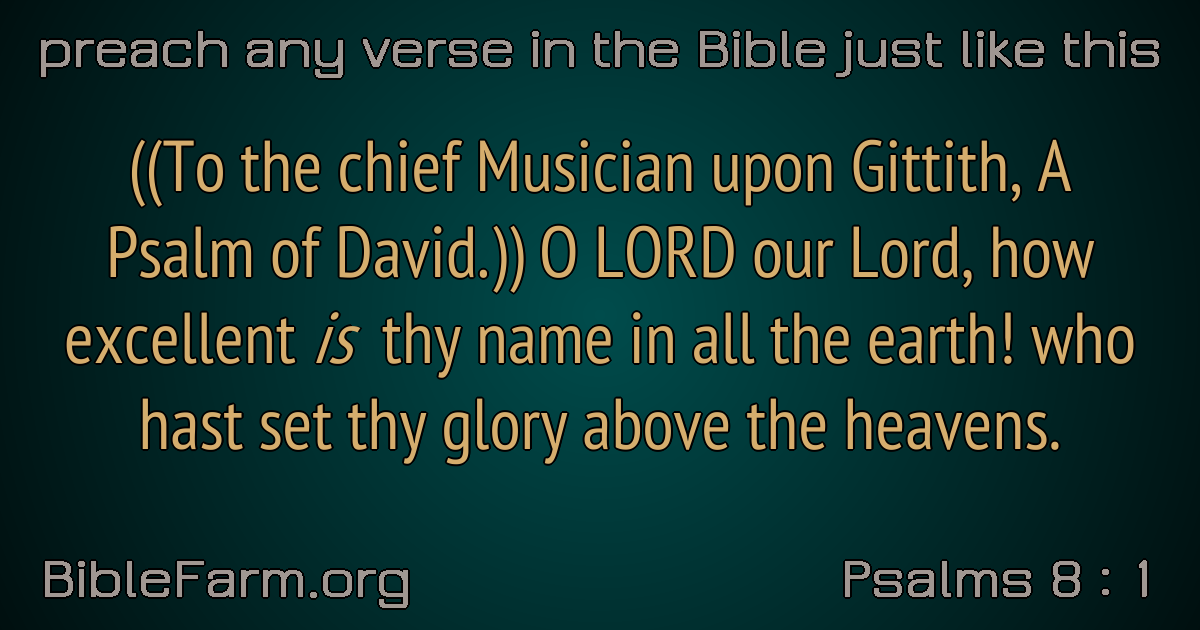 preach any verse in the Bible just like this
((To the chief Musician upon Gittith, A
Psalm of David.)) O LORD our Lord, how
excellent is thy name in all the earth! who
hast set thy glory above the heavens.
BibleFarm.org
Psalms 8 : 1